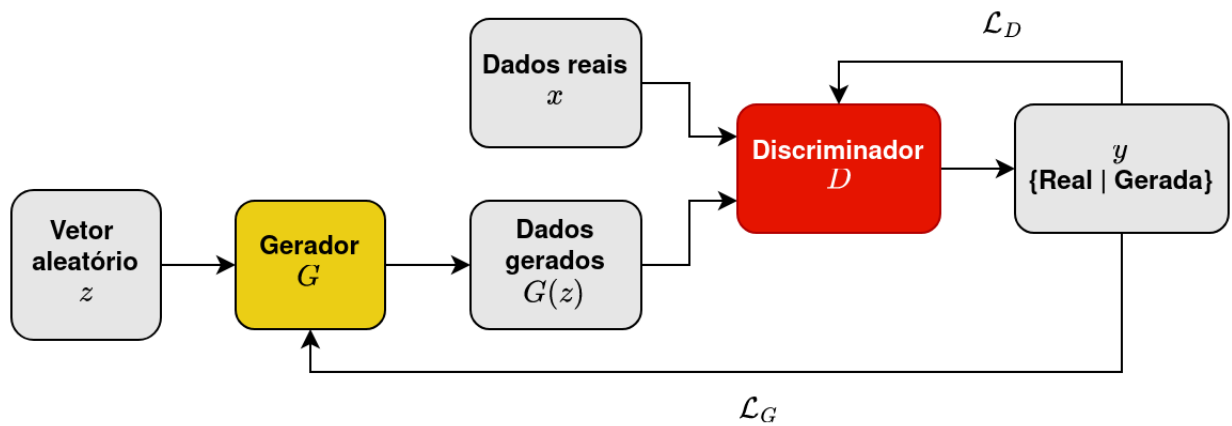 ℒ_D
Dados reais
x
Discriminador
D
y
{Real | Gerada}
Vetor
aleatório
z
Gerador
G
Dados
gerados
G(z)
ℒ_G